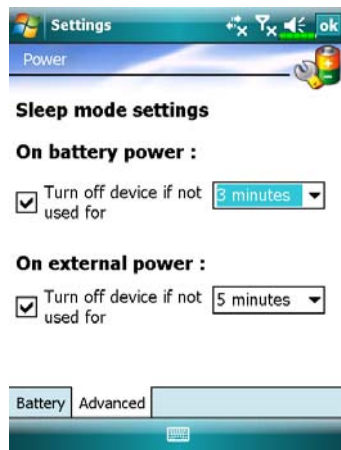 Settings
ok
Power
Sleep mode settings
On battery power :
Turn off device if not
used for
3 minutes
On external power :
Turn off device if not
used for
5 minutes
Battery Advanced